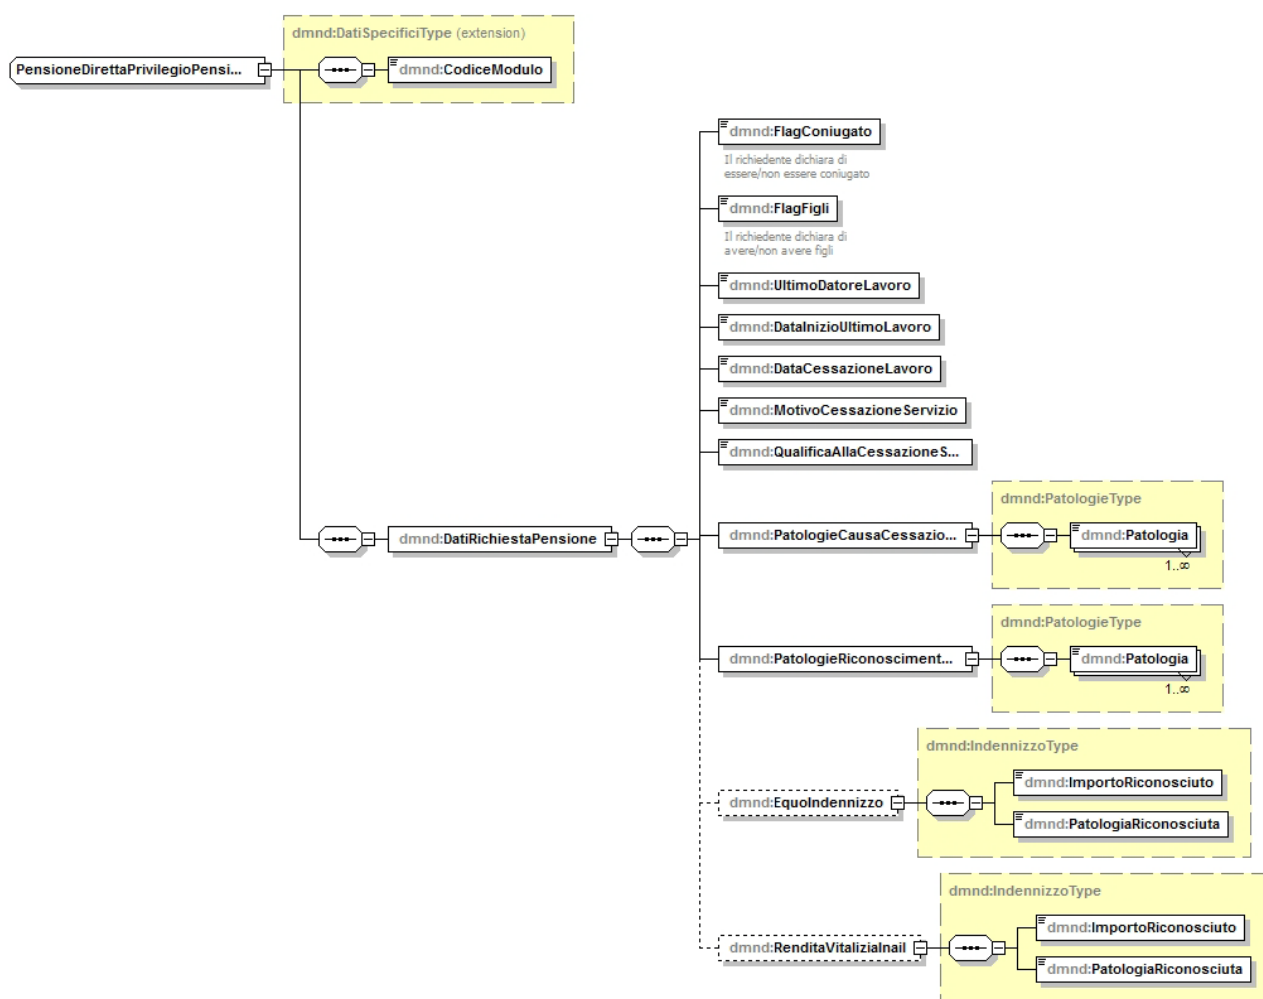 dmnd:DatiSpecificiType (extension)
PensioneDirettaPrivilegioPensi...
dmnd:CodiceModulo
dmnd:FlagConiugato
Il richiedente dichiara di
essere/non essere coniugato
dmnd:FlagFigli
Il richiedente dichiara di
avere/non avere figli
dmnd:UltimoDatoreLavoro
dmnd:DataInizioUltimoLavoro
dmnd:DataCessazioneLavoro
dmnd:MotivoCessazioneServizio
dmnd:QualificaAllaCessazioneS...
dmnd:DatiRichiestaPensione
dmnd:PatologieCausaCessazio...
dmnd:PatologieType
dmnd:Patologia
1..∞
dmnd:PatologieRiconosciment...
dmnd:PatologieType
dmnd:Patologia
1..∞
dmnd:EquoIndennizzo
dmnd:IndennizzoType
dmnd:ImportoRiconosciuto
dmnd:PatologiaRiconosciuta
dmnd:RenditaVitaliziaInail
dmnd:IndennizzoType
dmnd:ImportoRiconosciuto
dmnd:PatologiaRiconosciuta